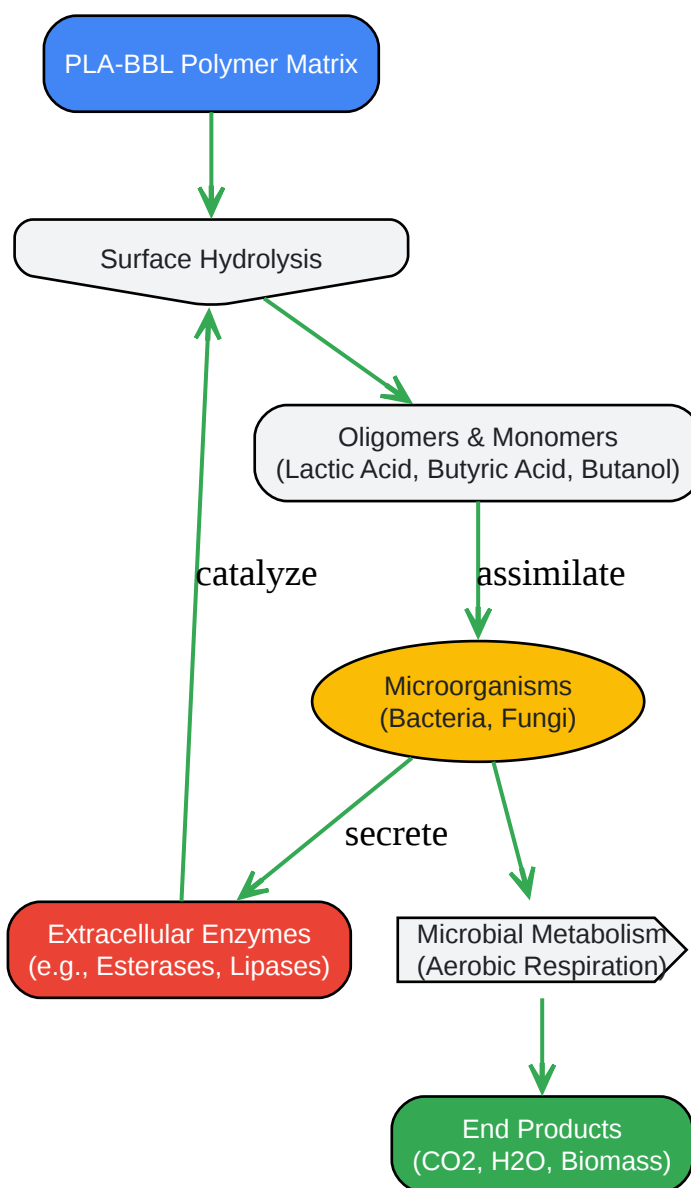 PLA-BBL Polymer Matrix
Surface Hydrolysis
Oligomers & Monomers
(Lactic Acid, Butyric Acid, Butanol)
catalyze
assimilate
Microorganisms
(Bacteria, Fungi)
secrete
Extracellular Enzymes
(e.g., Esterases, Lipases)
Microbial Metabolism
(Aerobic Respiration)
End Products
(CO2, H2O, Biomass)